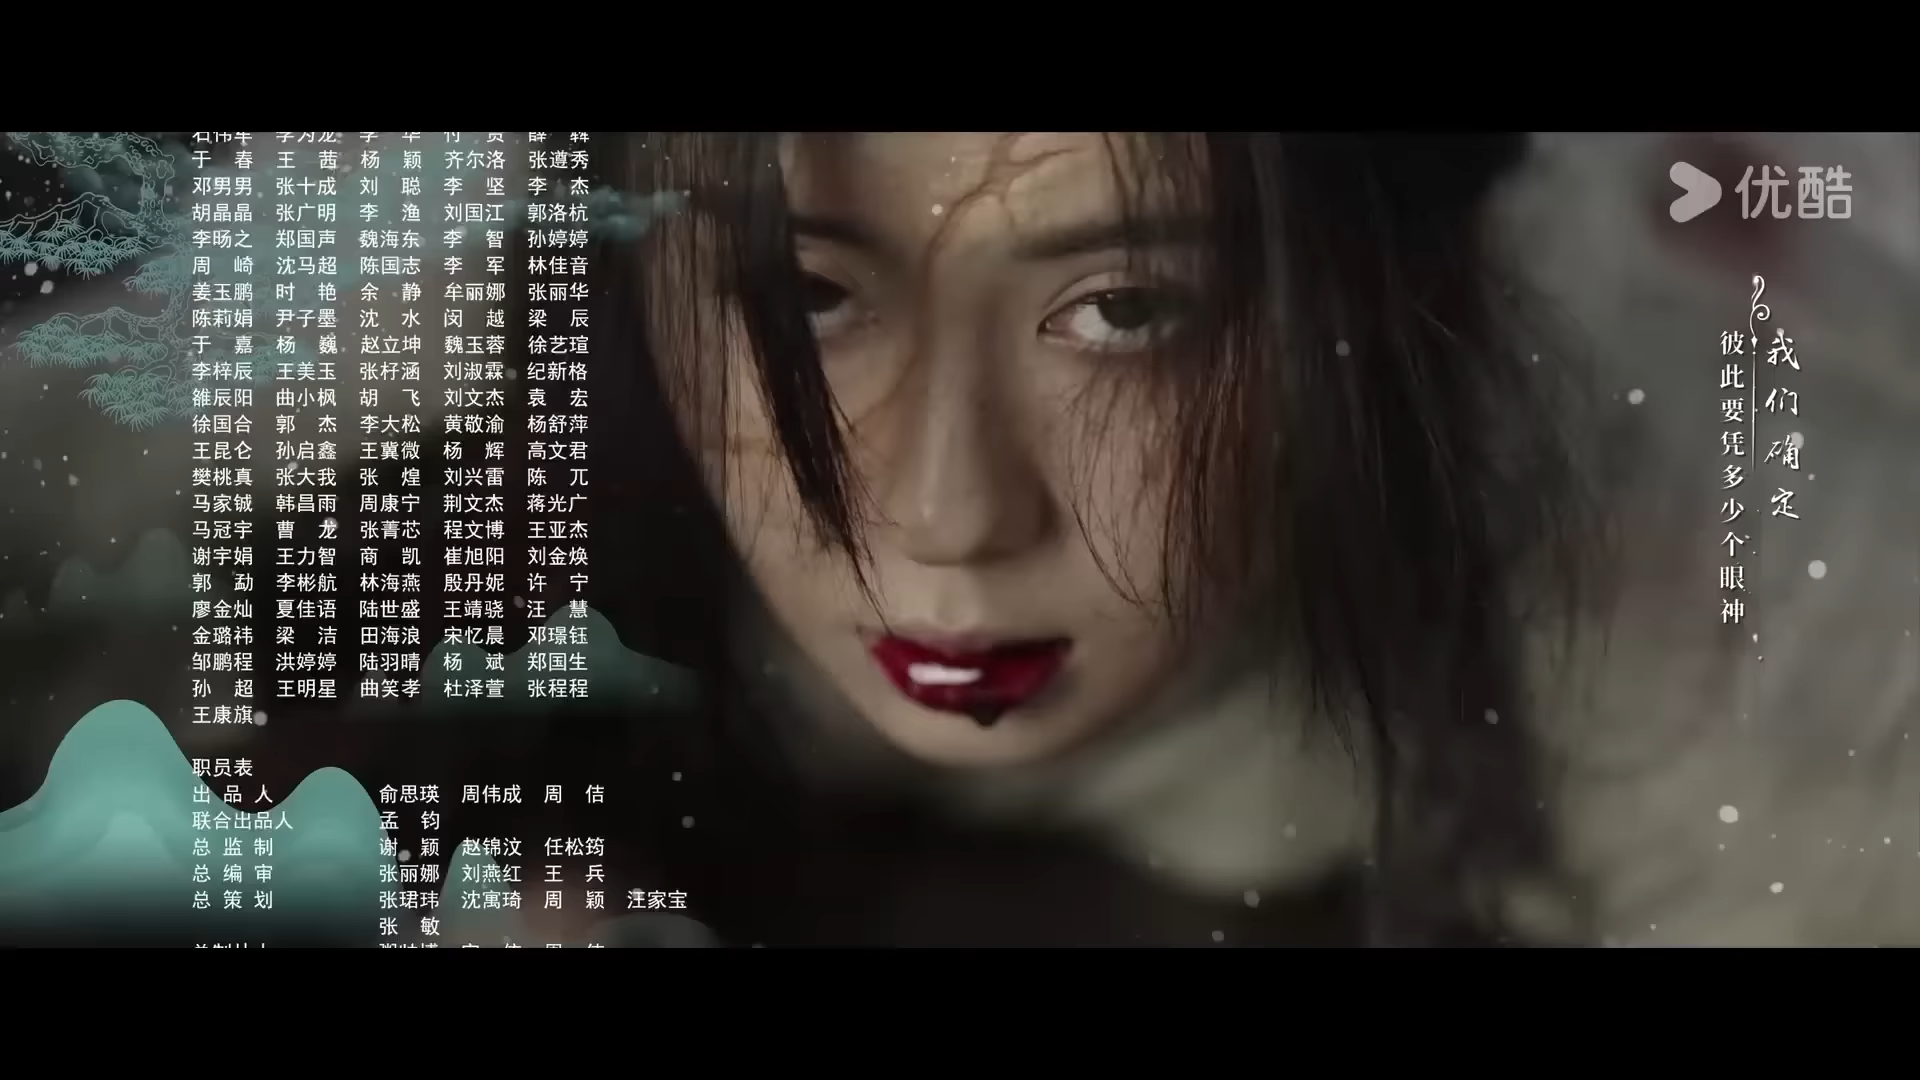 于 春 王 茜 杨 颖 齐尔洛 张遵秀
邓男男 张十成 刘 聪 李 坚 李 杰
胡晶晶 张广明 李 渔 刘国江 郭洛杭
李旸之 郑国声 魏海东 李 智 孙婷婷
周 崎 沈马超 陈国志 李 军 林佳音
姜玉鹏 时 艳 余 静 牟丽娜 张丽华
陈莉娟 尹子墨 沈 水 闵 越 梁 辰
于 嘉 杨 巍 赵立坤 魏玉蓉 徐艺瑄
李梓辰 王美玉 张杍涵 刘淑霖 纪新格
雒辰阳 曲小枫 胡 飞 刘文杰 袁 宏
徐国合 郭 杰 李大松 黄敬渝 杨舒萍
王昆仑 孙启鑫 王冀微 杨 辉 高文君
樊桃真 张大我 张 煌 刘兴雷 陈 兀
马家铖 韩昌雨 周康宁 荆文杰 蒋光广
马冠宇 曹 龙 张菁芯 程文博 王亚杰
谢宇娟 王力智 商 凯 崔旭阳 刘金焕
郭 勐 李彬航 林海燕 殷丹妮 许 宁
廖金灿 夏佳语 陆世盛 王靖骁 汪 慧
金璐祎 梁 洁 田海浪 宋忆晨 邓璟钰
邹鹏程 洪婷婷 陆羽晴 杨 斌 郑国生
孙 超 王明星 曲笑孝 杜泽萱 张程程
王康旗
职员表
出 品 人 俞思瑛 周伟成 周 佶
联合出品人 孟 钧
总 监 制 谢 颖 赵锦汶 任松筠
总 编 审 张丽娜 刘燕红 王 兵
总 策 划 张珺玮 沈寓琦 周 颖 汪家宝
张 敏
优酷
我们确定
彼此要凭多少个眼神